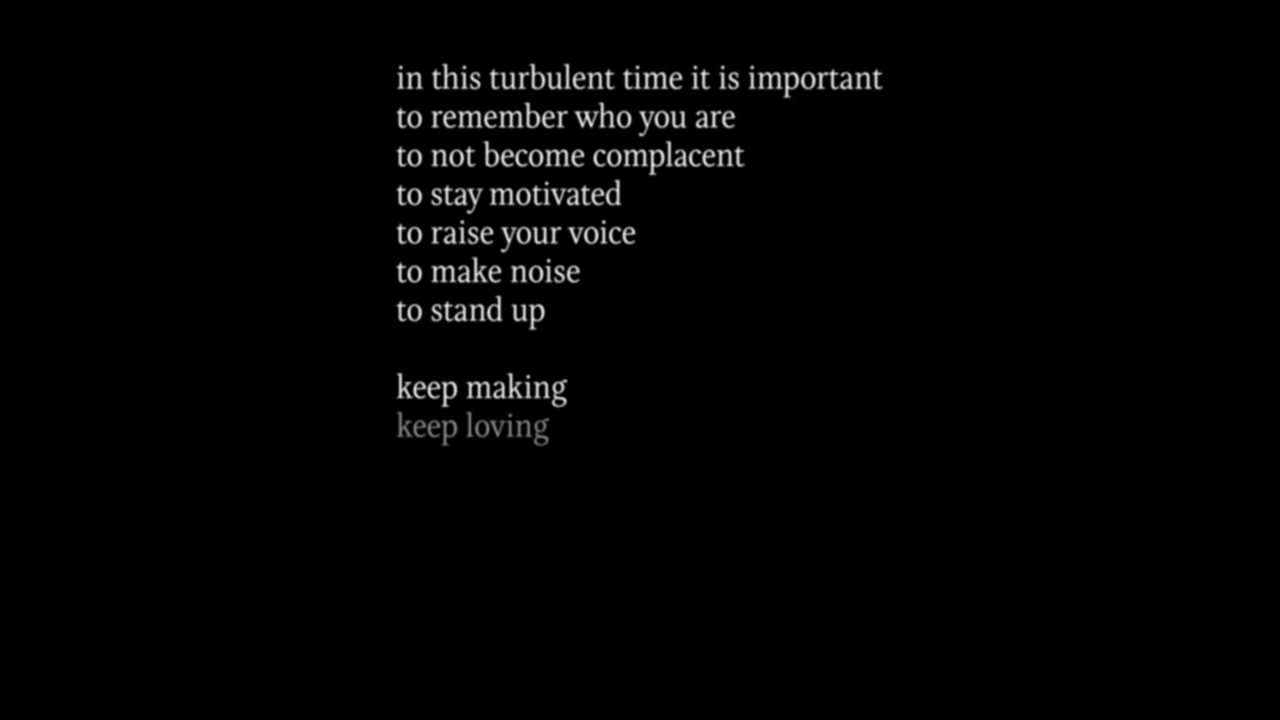 in this turbulent time it is important
to remember who you are
to not become complacent
to stay motivated
to raise your voice
to make noise
to stand up
keep making
keep loving